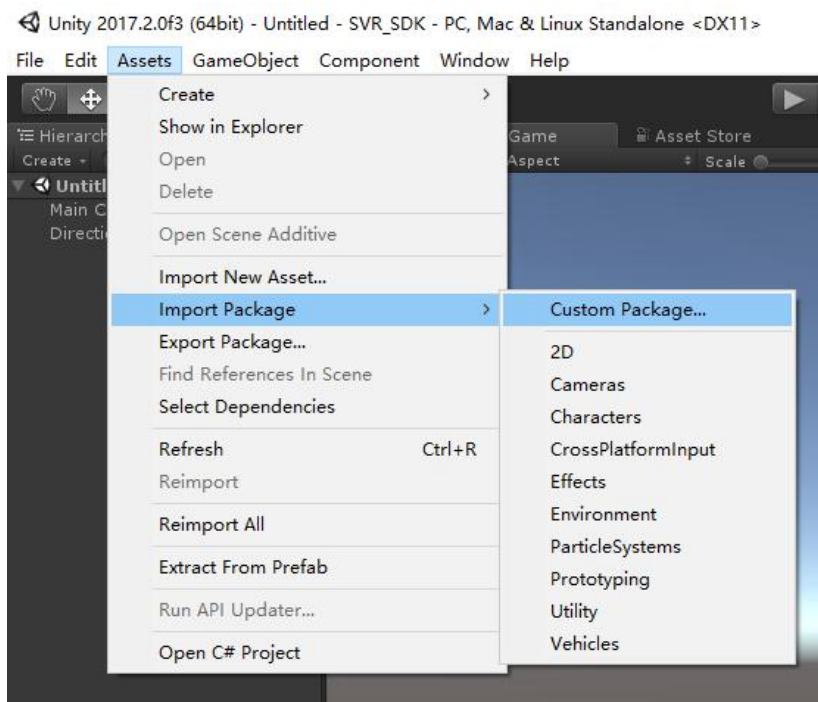 Unity 2017.2.0f3 (64bit) - Untitled - SVR_SDK - PC, Mac & Linux Standalone <DX11>
File Edit Assets GameObject Component Window Help
Hierarch
Game
Asset Store
Create
Aspect
Scale
Untitl
Main C
Directi
Create
Show in Explorer
Open
Delete
Open Scene Additive
Import New Asset...
Import Package
Export Package...
Find References In Scene
Select Dependencies
Refresh Ctrl+R
Reimport
Reimport All
Extract From Prefab
Run API Updater...
Open C# Project
Custom Package...
2D
Cameras
Characters
CrossPlatformInput
Effects
Environment
ParticleSystems
Prototyping
Utility
Vehicles